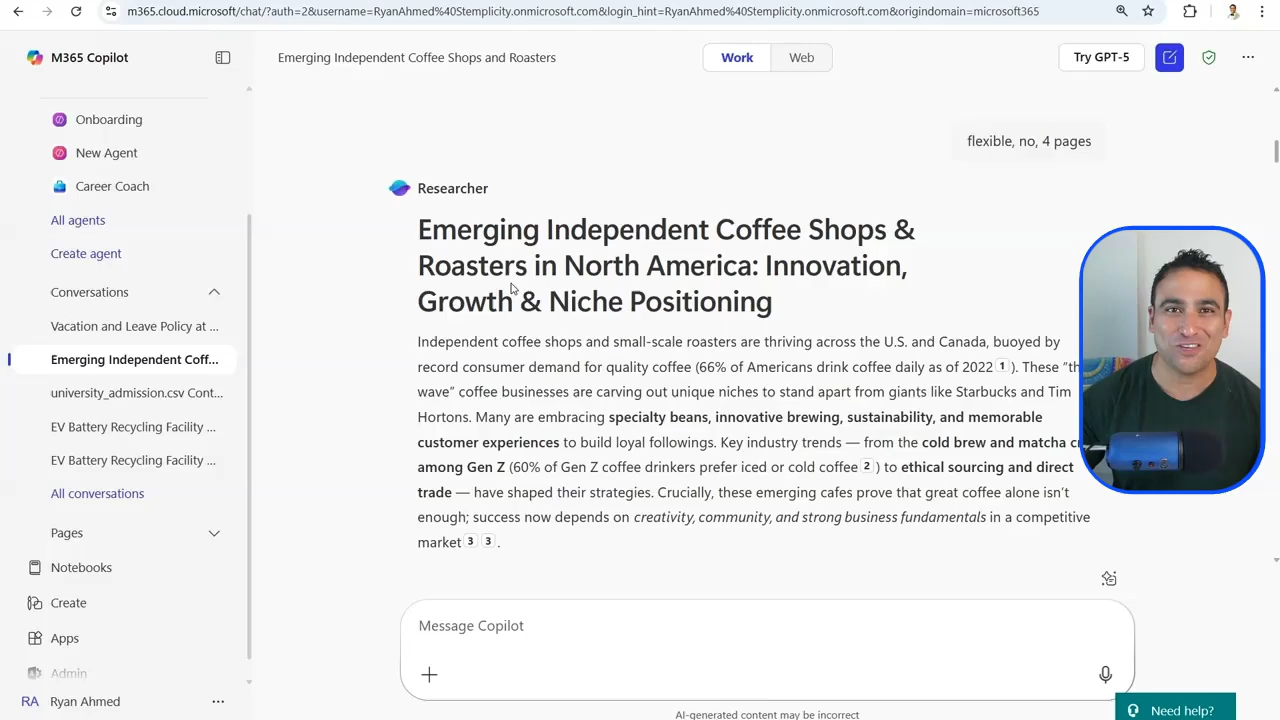 m365.cloud.microsoft/chat/?auth=2&username=RyanAhmed%40Stemplicity.onmicrosoft.com&login_hint=RyanAhmed%40Stemplicity.onmicrosoft.com&origindomain=microsoft365
M365 Copilot
Emerging Independent Coffee Shops and Roasters
Work
Web
Try GPT-5
Onboarding
New Agent
Career Coach
All agents
Create agent
Conversations
Vacation and Leave Policy at ...
Emerging Independent Coff...
university_admission.csv Cont...
EV Battery Recycling Facility ...
EV Battery Recycling Facility ...
All conversations
Pages
Notebooks
Create
Apps
Admin
RA Ryan Ahmed
flexible, no, 4 pages
Researcher
Emerging Independent Coffee Shops &
Roasters in North America: Innovation,
Growth & Niche Positioning
Independent coffee shops and small-scale roasters are thriving across the U.S. and Canada, buoyed by
record consumer demand for quality coffee (66% of Americans drink coffee daily as of 2022 1 ). These "th
wave" coffee businesses are carving out unique niches to stand apart from giants like Starbucks and Tim
Hortons. Many are embracing specialty beans, innovative brewing, sustainability, and memorable
customer experiences to build loyal followings. Key industry trends — from the cold brew and matcha c
among Gen Z (60% of Gen Z coffee drinkers prefer iced or cold coffee 2 ) to ethical sourcing and direct
trade — have shaped their strategies. Crucially, these emerging cafes prove that great coffee alone isn't
enough; success now depends on creativity, community, and strong business fundamentals in a competitive
market 3 3 .
Message Copilot
AI-generated content may be incorrect
Need help?